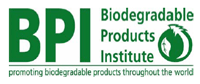 BPI Biodegradable
Products
Institute
promoting biodegradable products throughout the world